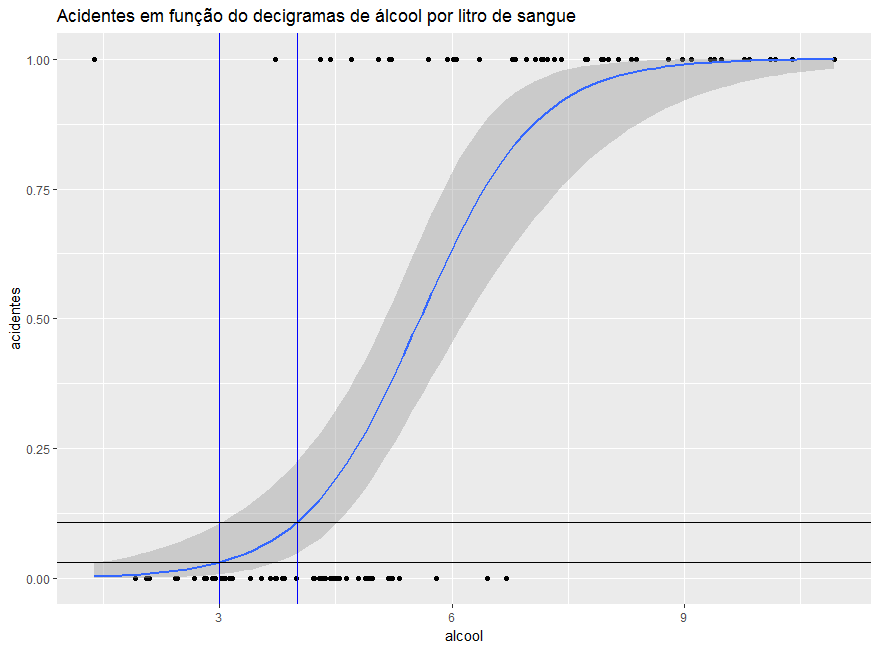 Acidentes em função do decigramas de álcool por litro de sangue
1.00
0.75
0.50
0.25
0.00
acidentes
3 6 9
alcool